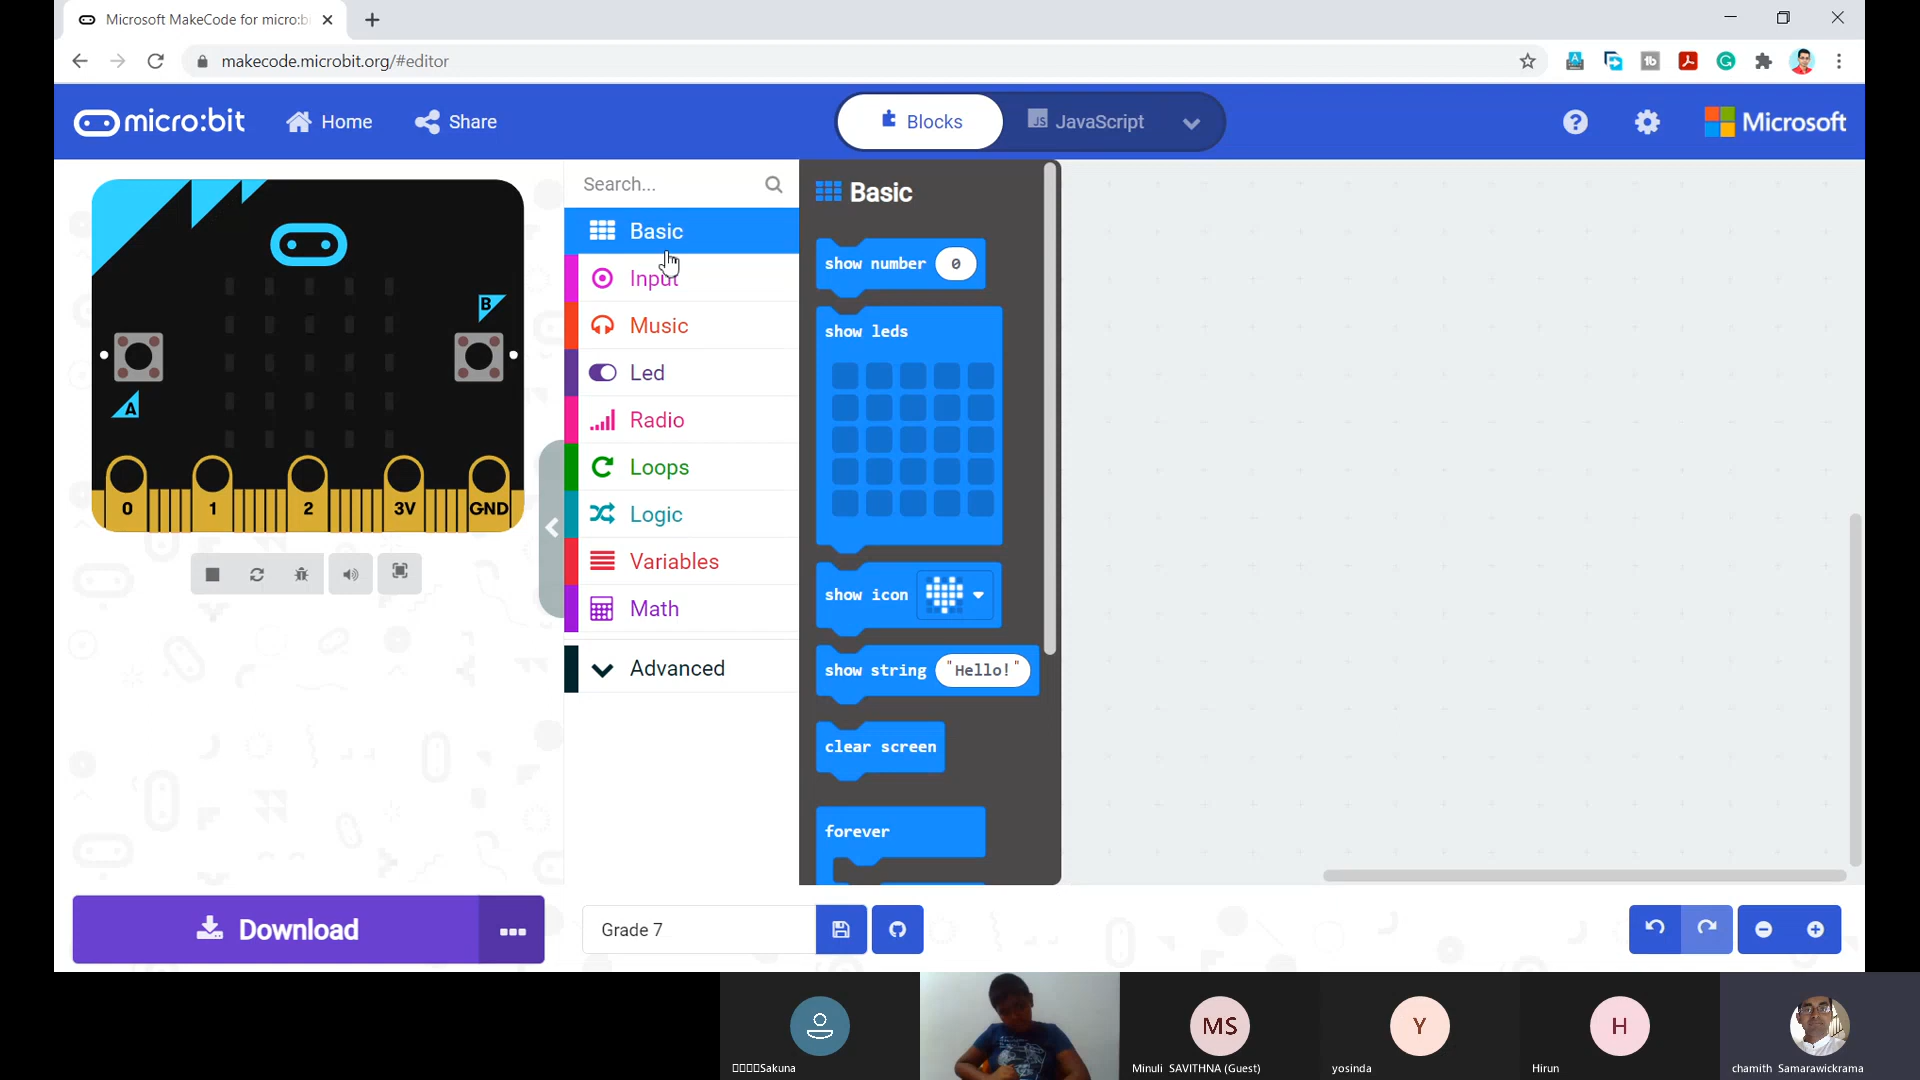 Microsoft MakeCode for micro:b
makecode.microbit.org/#editor
micro:bit
Home
Share
Blocks
JS
JavaScript
Microsoft
Search...
Basic
Input
Music
Led
Radio
Loops
Logic
Variables
Math
Advanced
B
A
0
1
2
3V
GND
Basic
show number 0
show leds
show icon
show string "Hello!"
clear screen
forever
Download
Grade 7
MS
Y
H
Sakuna
Minuli SAVITHNA (Guest)
yosinda
Hirun
chamith Samarawickrama